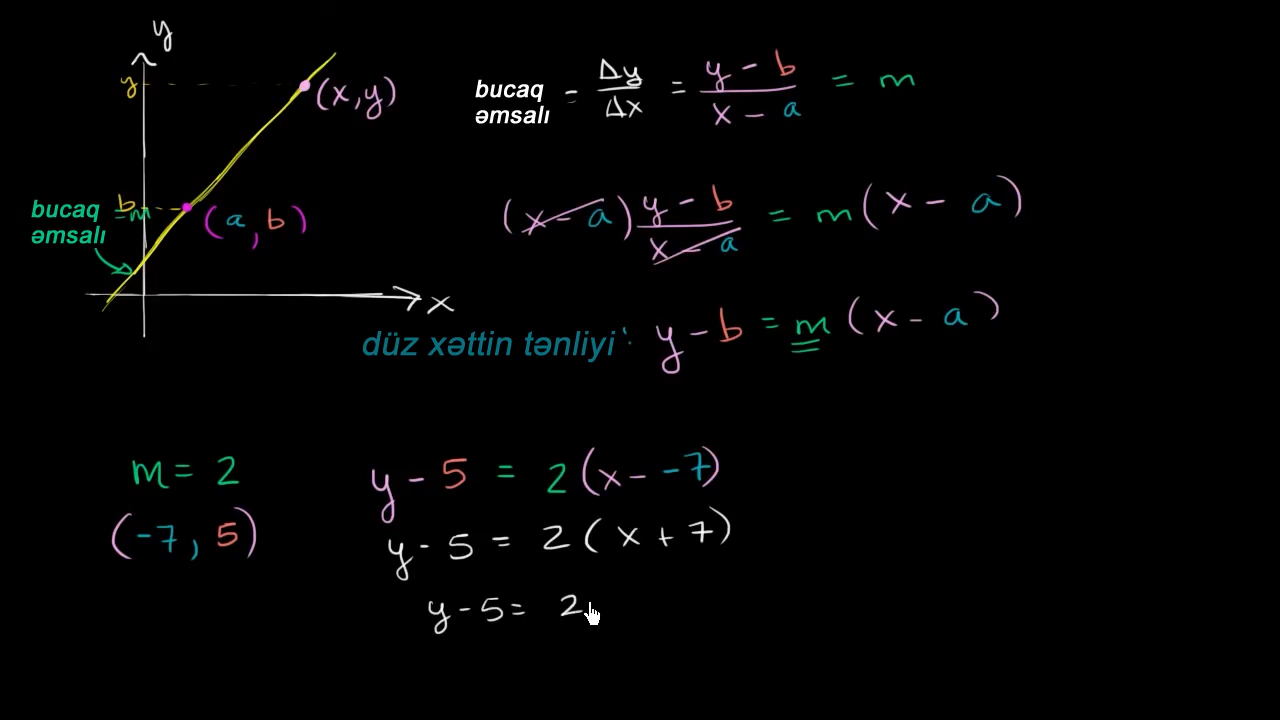 y
y
(x, y)
bucaq
əmsalı = Δy/Δx = (y - b)/(x - a) = m
b
bucaq
əmsalı = m
(a, b)
(x - a) (y - b)/(x - a) = m(x - a)
x
düz xəttin tənliyi: y - b = m(x - a)
m = 2
y - 5 = 2(x - -7)
(-7, 5)
y - 5 = 2(x + 7)
y - 5 = 2